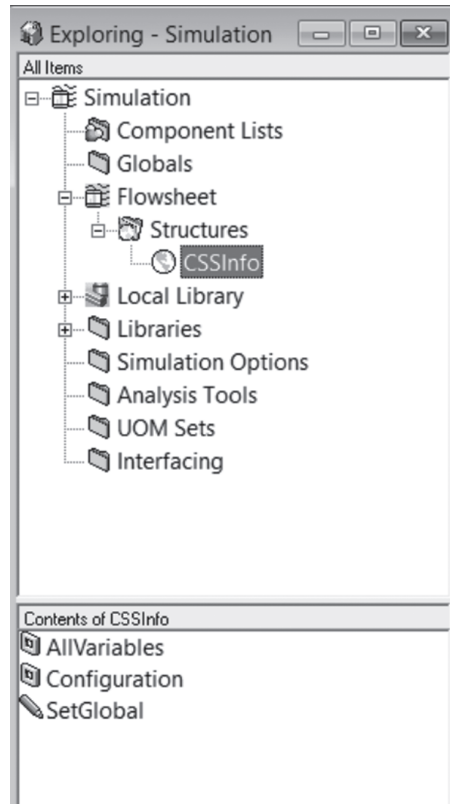 Exploring - Simulation
All Items
Simulation
Component Lists
Globals
Flowsheet
Structures
CSSInfo
Local Library
Libraries
Simulation Options
Analysis Tools
UOM Sets
Interfacing
Contents of CSSInfo
AllVariables
Configuration
SetGlobal